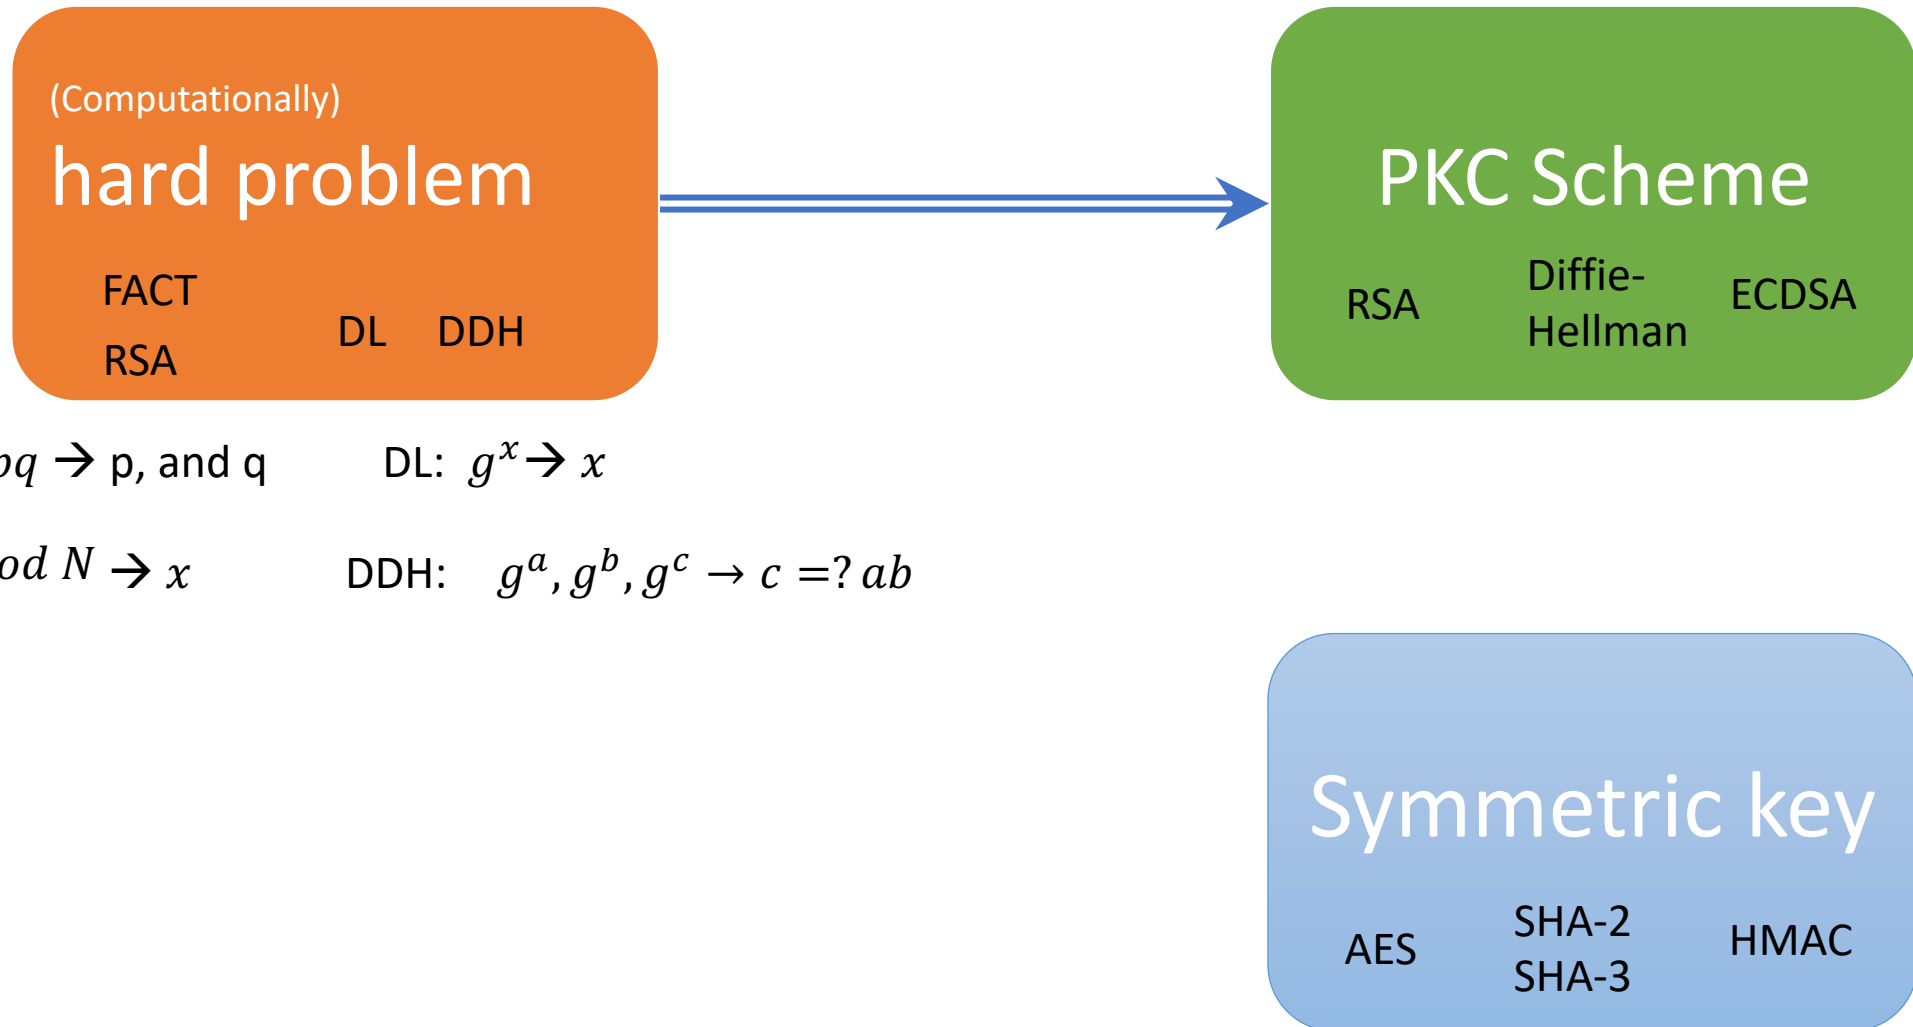 (Computationally)
hard problem
FACT
RSA
DL
DDH
PKC Scheme
RSA
Diffie-
Hellman
ECDSA
q → p, and q
DL: g^x → x
od N → x
DDH: g^a, g^b, g^c → c =? ab
Symmetric key
AES
SHA-2
SHA-3
HMAC